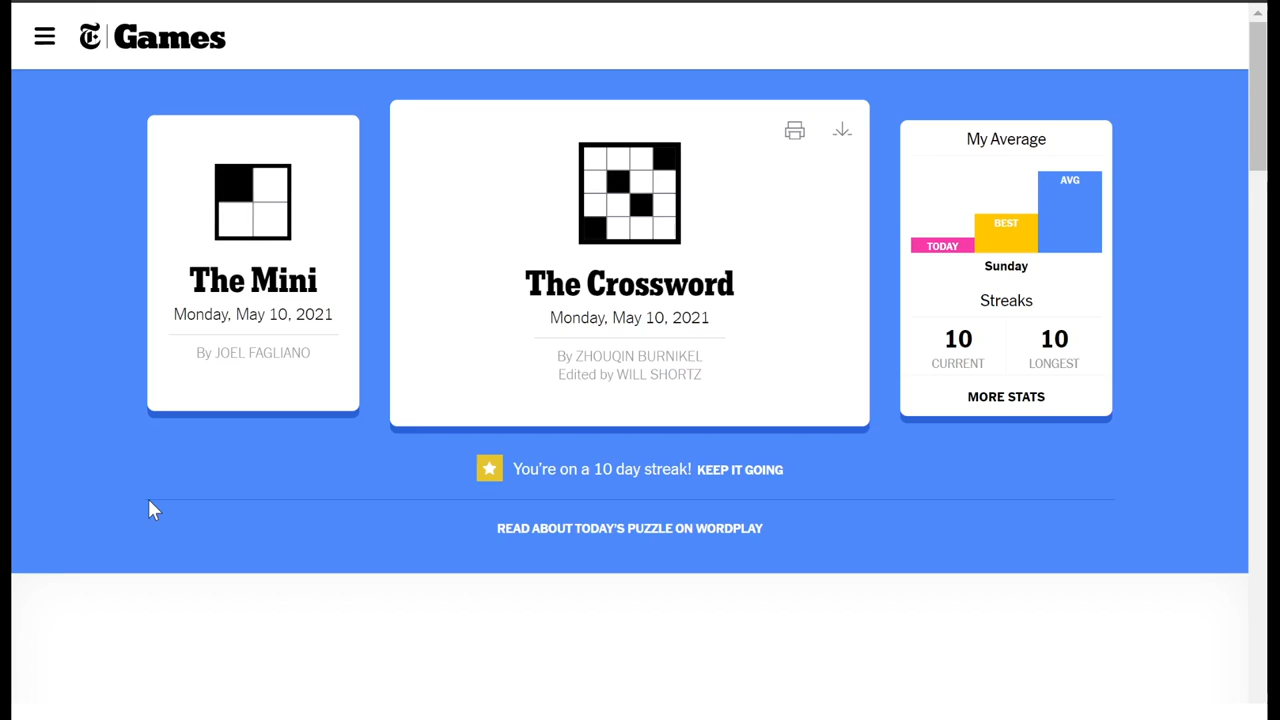 Games
The Mini
Monday, May 10, 2021
By JOEL FAGLIANO
The Crossword
Monday, May 10, 2021
By ZHOUQIN BURNIKEL
Edited by WILL SHORTZ
My Average
TODAY
BEST
AVG
Sunday
Streaks
10
CURRENT
10
LONGEST
MORE STATS
You're on a 10 day streak! KEEP IT GOING
READ ABOUT TODAY'S PUZZLE ON WORDPLAY